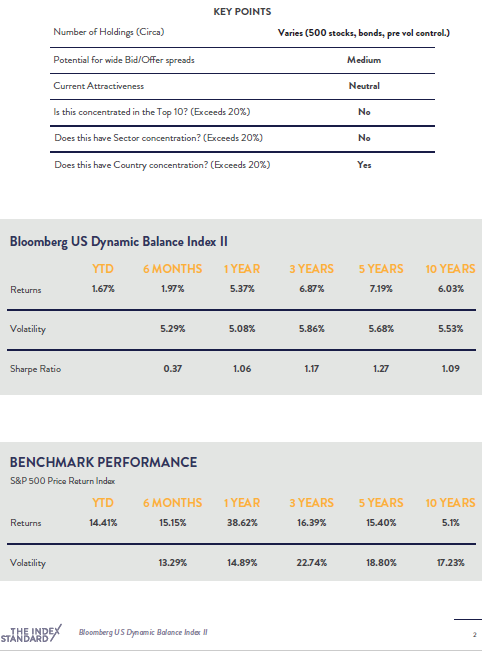 KEY POINTS
Number of Holdings (Circa) Varies (500 stocks, bonds, pre vol control.)
Potential for wide Bid/Offer spreads Medium
Current Attractiveness Neutral
Is this concentrated in the Top 10? (Exceeds 20%) No
Does this have Sector concentration? (Exceeds 20%) No
Does this have Country concentration? (Exceeds 20%) Yes
Bloomberg US Dynamic Balance Index II
YTD 6 MONTHS 1 YEAR 3 YEARS 5 YEARS 10 YEARS
Returns 1.67% 1.97% 5.37% 6.87% 7.19% 6.03%
Volatility 5.29% 5.08% 5.86% 5.68% 5.53%
Sharpe Ratio 0.37 1.06 1.17 1.27 1.09
BENCHMARK PERFORMANCE
S&P 500 Price Return Index
YTD 6 MONTHS 1 YEAR 3 YEARS 5 YEARS 10 YEARS
Returns 14.41% 15.15% 38.62% 16.39% 15.40% 5.1%
Volatility 13.29% 14.89% 22.74% 18.80% 17.23%
THE INDEX
STANDARD
Bloomberg US Dynamic Balance Index II
2